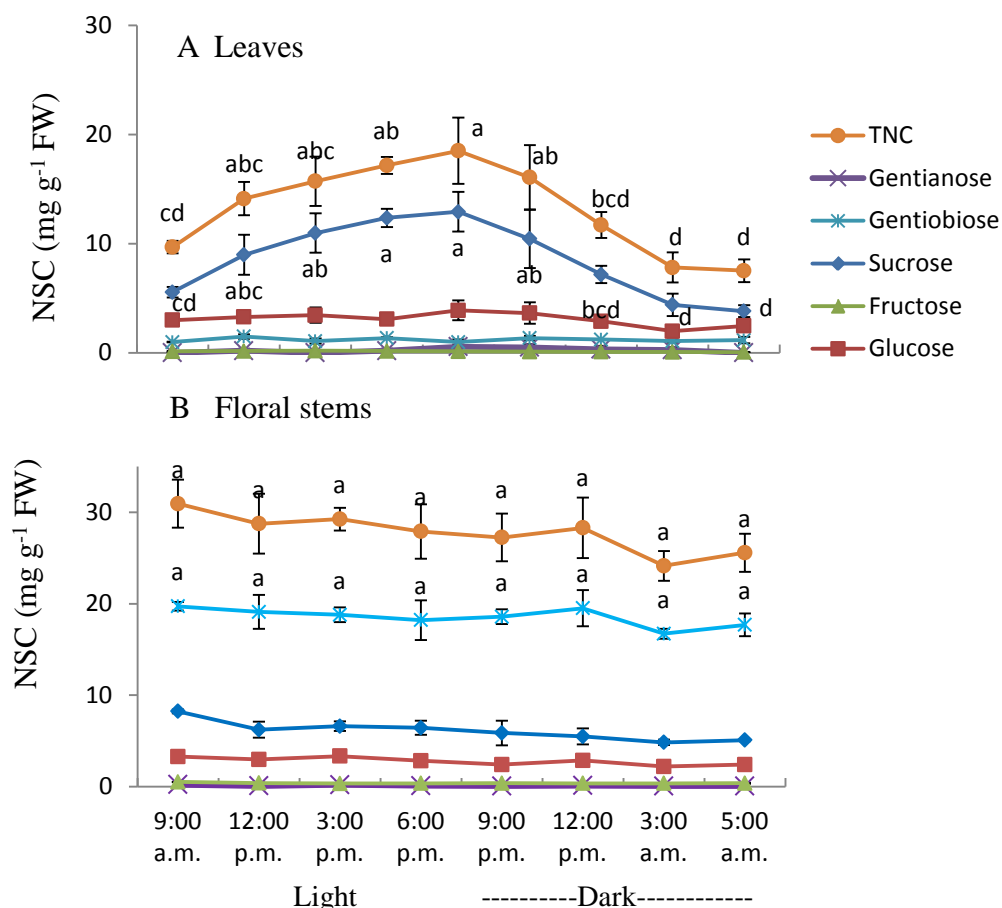 30
A Leaves
20
10
0
NSC (mg g-1 FW)
cd
abc
abc
ab
a
ab
bcd
d
d
cd
abc
ab
a
a
ab
bcd
d
d
TNC
Gentianose
Gentiobiose
Sucrose
Fructose
Glucose
B Floral stems
30
20
10
0
NSC (mg g-1 FW)
a a a a a a a a
a a a a a a a a
9:00 12:00 3:00 6:00 9:00 12:00 3:00 5:00
a.m. p.m. p.m. p.m. p.m. p.m. a.m. a.m.
Light ---------Dark------------